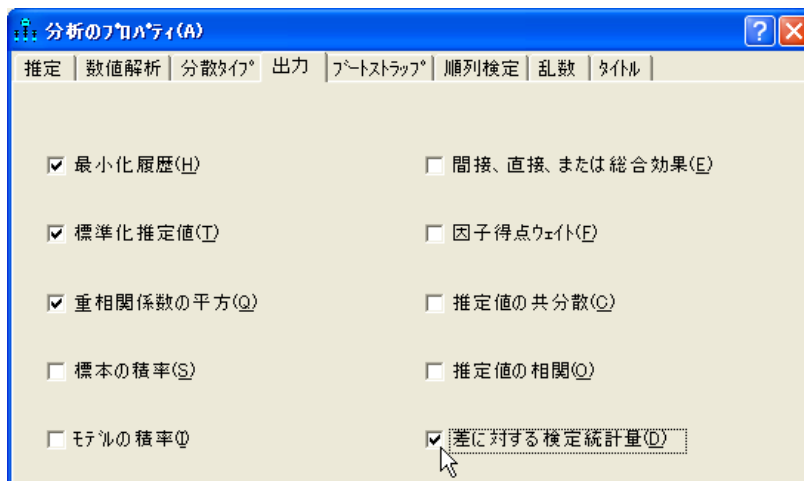 分析のﾌﾟﾛﾊﾟﾃｨ(A)
推定 数値解析 分散ﾀｲﾌﾟ 出力 ﾌﾞｰﾄｽﾄﾗｯﾌﾟ 順列検定 乱数 ﾀｲﾄﾙ
最小化履歴(H) 間接、直接、または総合効果(E)
標準化推定値(T) 因子得点ｳｪｲﾄ(F)
重相関係数の平方(Q) 推定値の共分散(C)
標本の積率(S) 推定値の相関(O)
ﾓﾃﾞﾙの積率(I) 差に対する検定統計量(D)